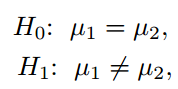 H₀: μ₁ = μ₂,
H₁: μ₁ ≠ μ₂,